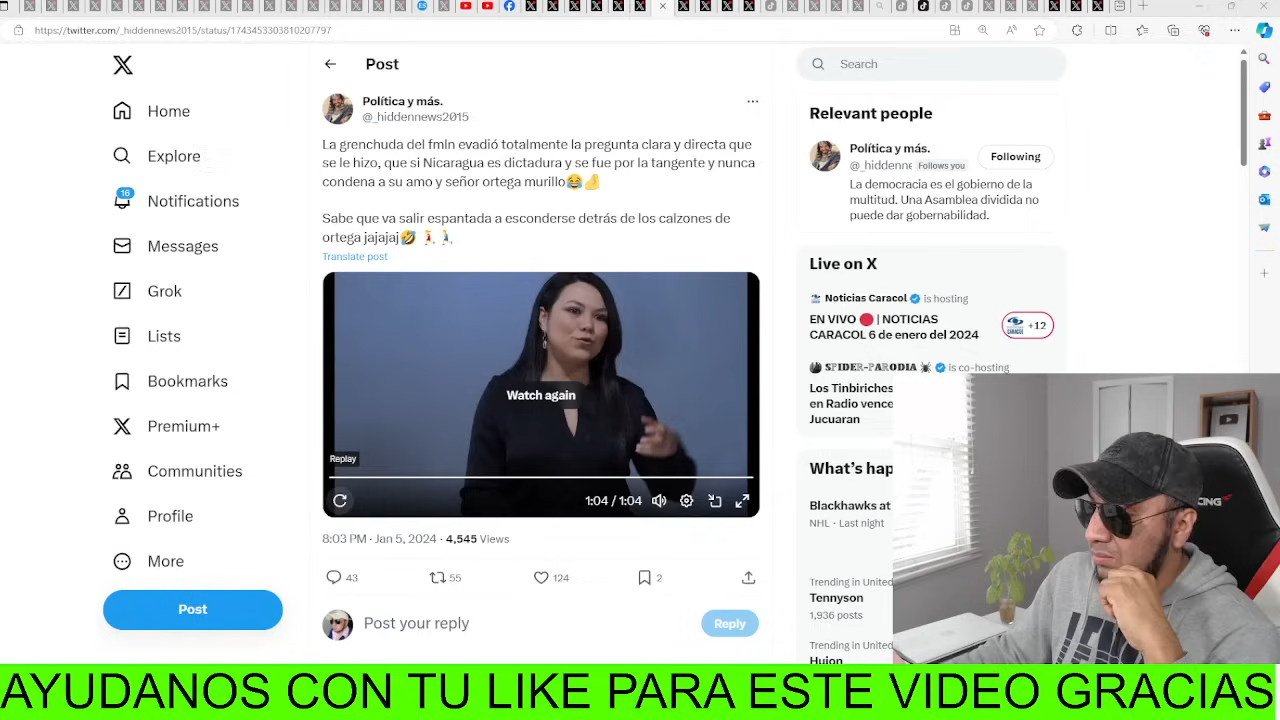 https://twitter.com/_hiddennews2015/status/1743453303810207797
Home
Explore
16
Notifications
Messages
Grok
Lists
Bookmarks
Premium+
Communities
Profile
More
Post
Post
Política y más.
@_hiddennews2015
La grenchuda del fmln evadió totalmente la pregunta clara y directa que
se le hizo, que si Nicaragua es dictadura y se fue por la tangente y nunca
condena a su amo y señor ortega murillo😂👍
Sabe que va salir espantada a esconderse detrás de los calzones de
ortega jajajaj🤣
Translate post
Watch again
Replay
1:04 / 1:04
8:03 PM · Jan 5, 2024 · 4,545 Views
43
55
124
2
Post your reply
Reply
Search
Relevant people
Política y más.
@_hiddenne Follows you
Following
La democracia es el gobierno de la
multitud. Una Asamblea dividida no
puede dar gobernabilidad.
Live on X
Noticias Caracol is hosting
EN VIVO 🔴 | NOTICIAS
CARACOL 6 de enero del 2024
+12
SPIDER-PARODIA is co-hosting
Los Tinbiriches
en Radio vence
Jucuaran
What's hap
Blackhawks at
NHL · Last night
Trending in United
Tennyson
1,936 posts
Trending in United
Huion
AYUDANOS CON TU LIKE PARA ESTE VIDEO GRACIAS